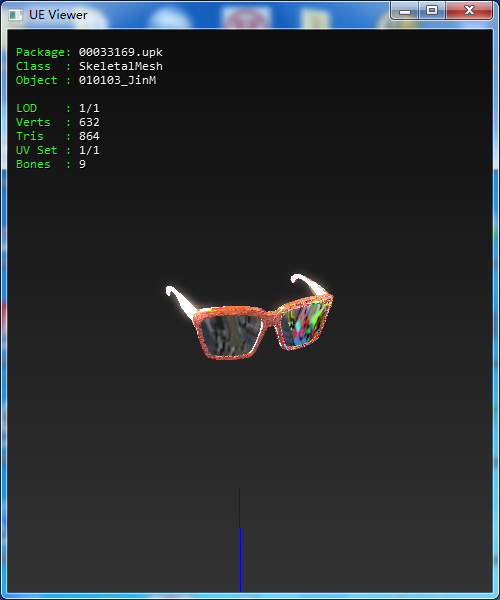 UE Viewer
Package: 00033169.upk
Class : SkeletalMesh
Object : 010103_JinM
LOD : 1/1
Verts : 632
Tris : 864
UV Set : 1/1
Bones : 9